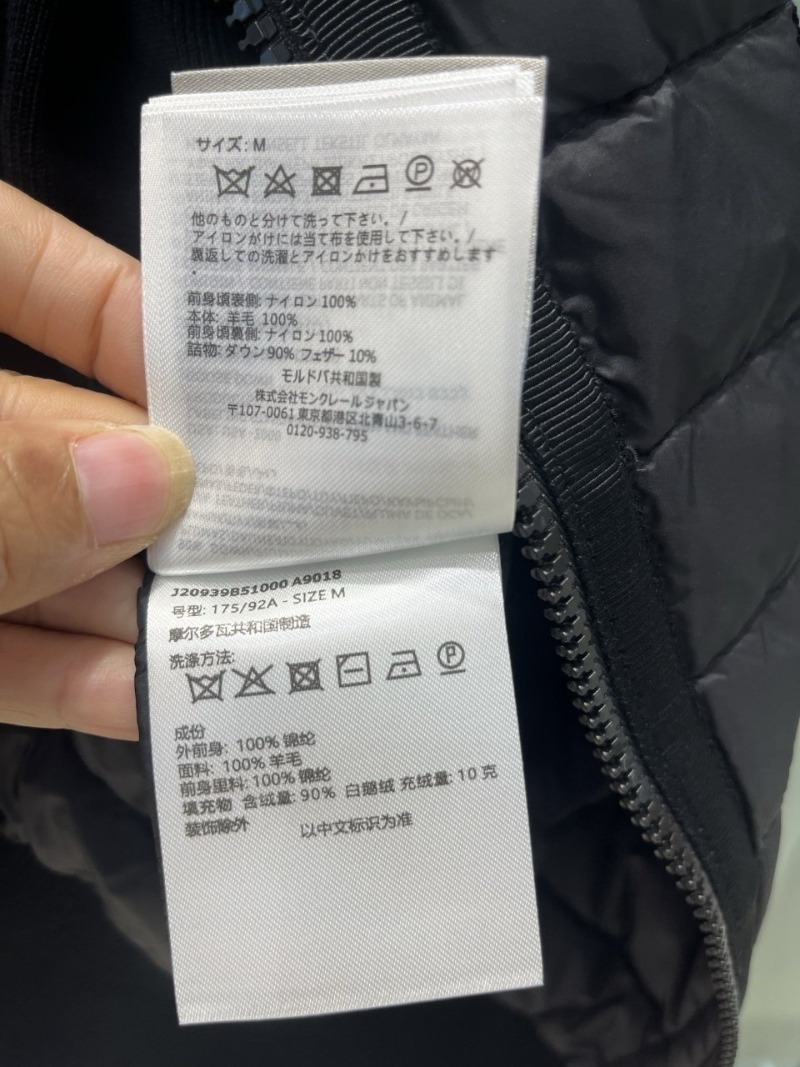 サイズ: M
他のものと分けて洗って下さい。/
アイロンがけには当て布を使用して下さい。/
裏返しての洗濯とアイロンかけをおすすめします
.
前身頃表側: ナイロン 100%
本体: 羊毛 100%
前身頃裏側: ナイロン 100%
詰物: ダウン 90% フェザー 10%
モルドバ共和国製
株式会社モンクレールジャパン
〒107-0061 東京都港区北青山3-6-7
0120-938-795
J20939B51000 A9018
号型: 175/92A - SIZE M
摩尔多瓦共和国制造
洗涤方法:
成份
外前身: 100% 锦纶
面料: 100% 羊毛
前身里料: 100% 锦纶
填充物 含绒量: 90% 白鹅绒 充绒量: 10 克
装饰除外 以中文标识为准